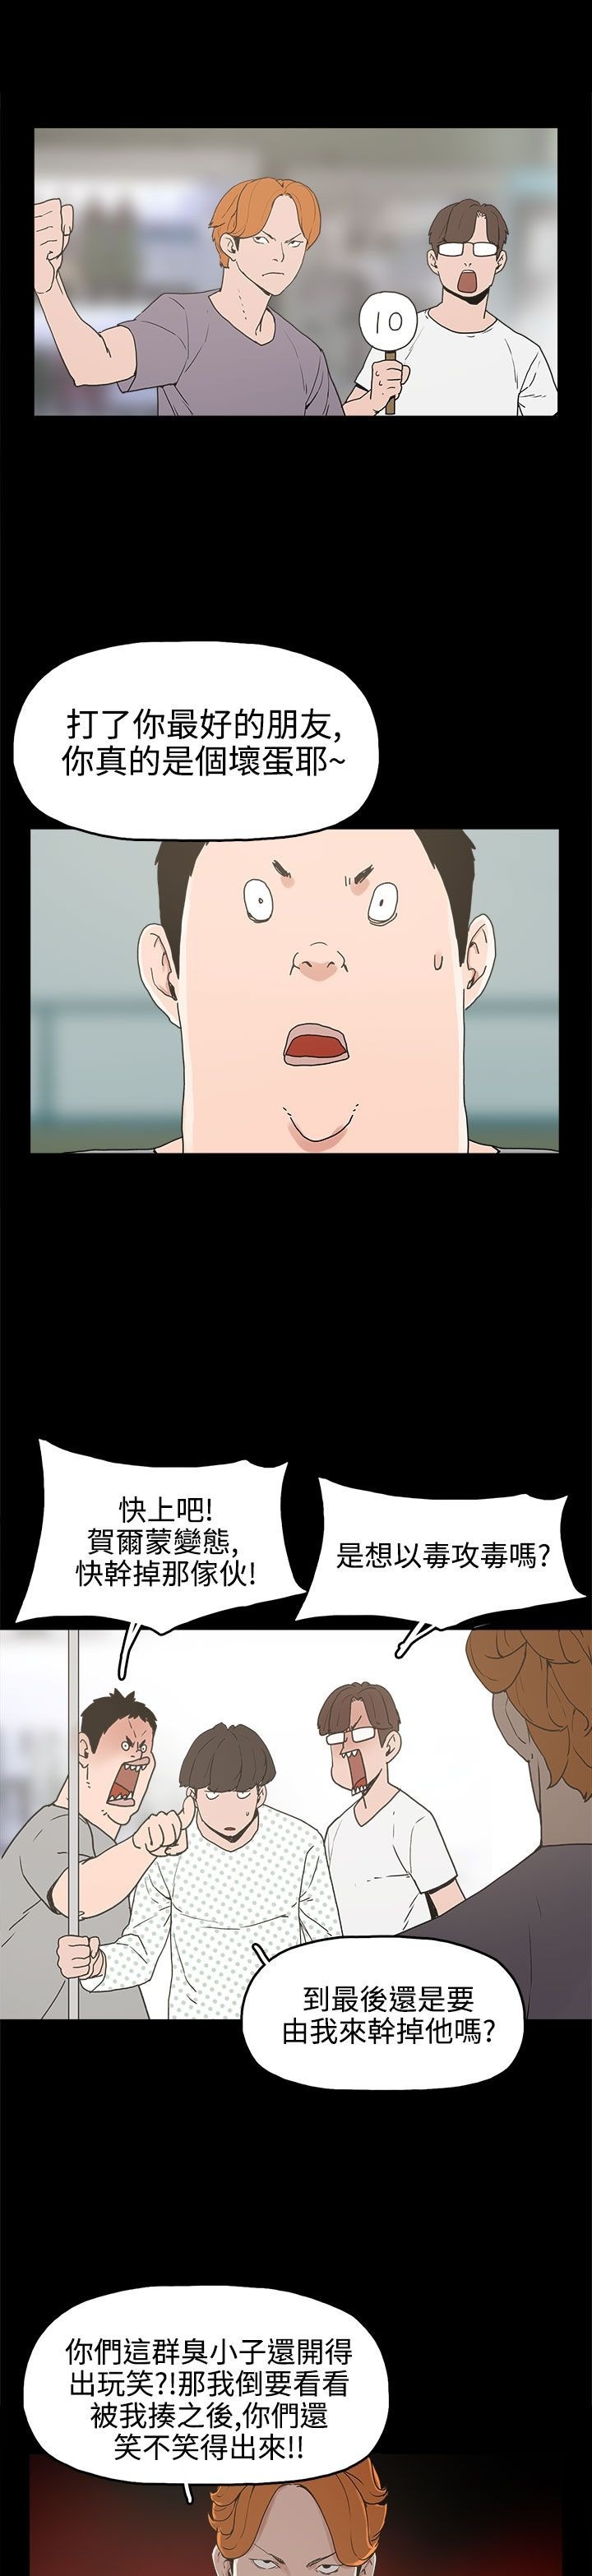 10
打了你最好的朋友,
你真的是個壞蛋耶~
快上吧!
賀爾蒙變態,
快幹掉那傢伙!
是想以毒攻毒嗎?
到最後還是要
由我來幹掉他嗎?
你們這群臭小子還開得
出玩笑?!那我倒要看看
被我揍之後,你們還
笑不笑得出來!!